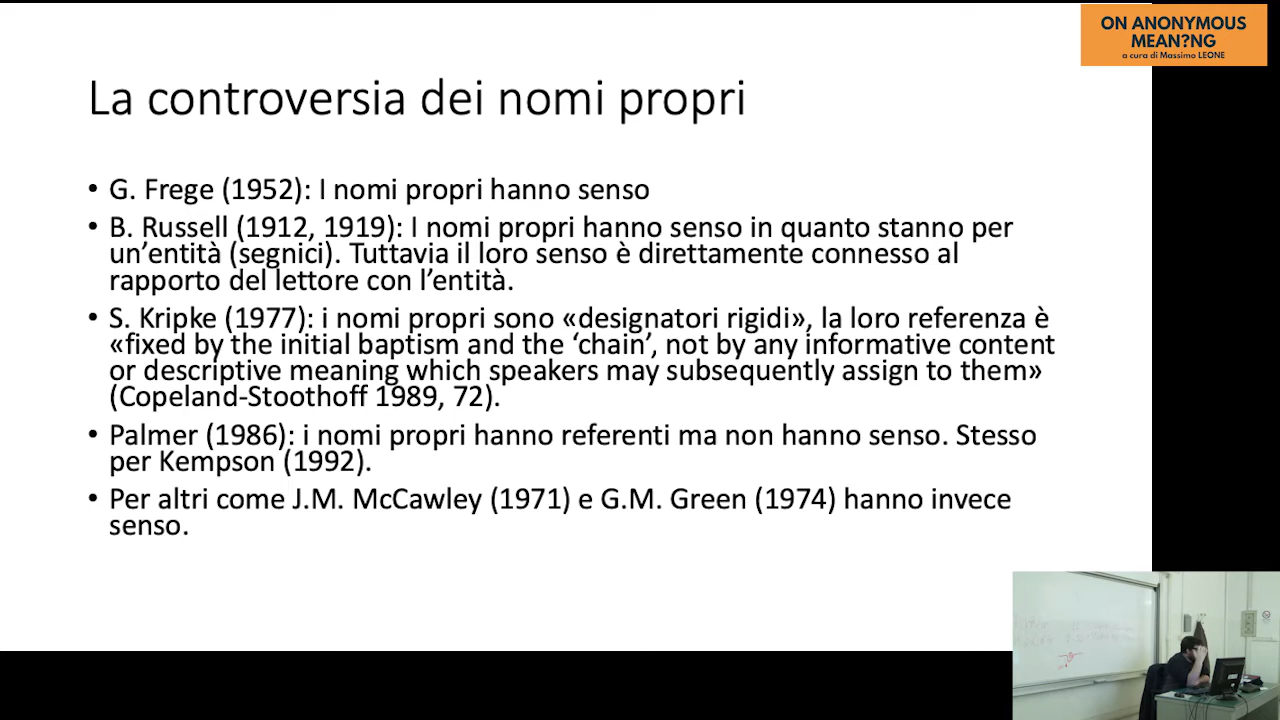 ON ANONYMOUS
MEAN?NG
a cura di Massimo LEONE
La controversia dei nomi propri
• G. Frege (1952): I nomi propri hanno senso
• B. Russell (1912, 1919): I nomi propri hanno senso in quanto stanno per
un’entità (segnici). Tuttavia il loro senso è direttamente connesso al
rapporto del lettore con l’entità.
• S. Kripke (1977): i nomi propri sono «designatori rigidi», la loro referenza è
«fixed by the initial baptism and the ‘chain’, not by any informative content
or descriptive meaning which speakers may subsequently assign to them»
(Copeland-Stoothoff 1989, 72).
• Palmer (1986): i nomi propri hanno referenti ma non hanno senso. Stesso
per Kempson (1992).
• Per altri come J.M. McCawley (1971) e G.M. Green (1974) hanno invece
senso.